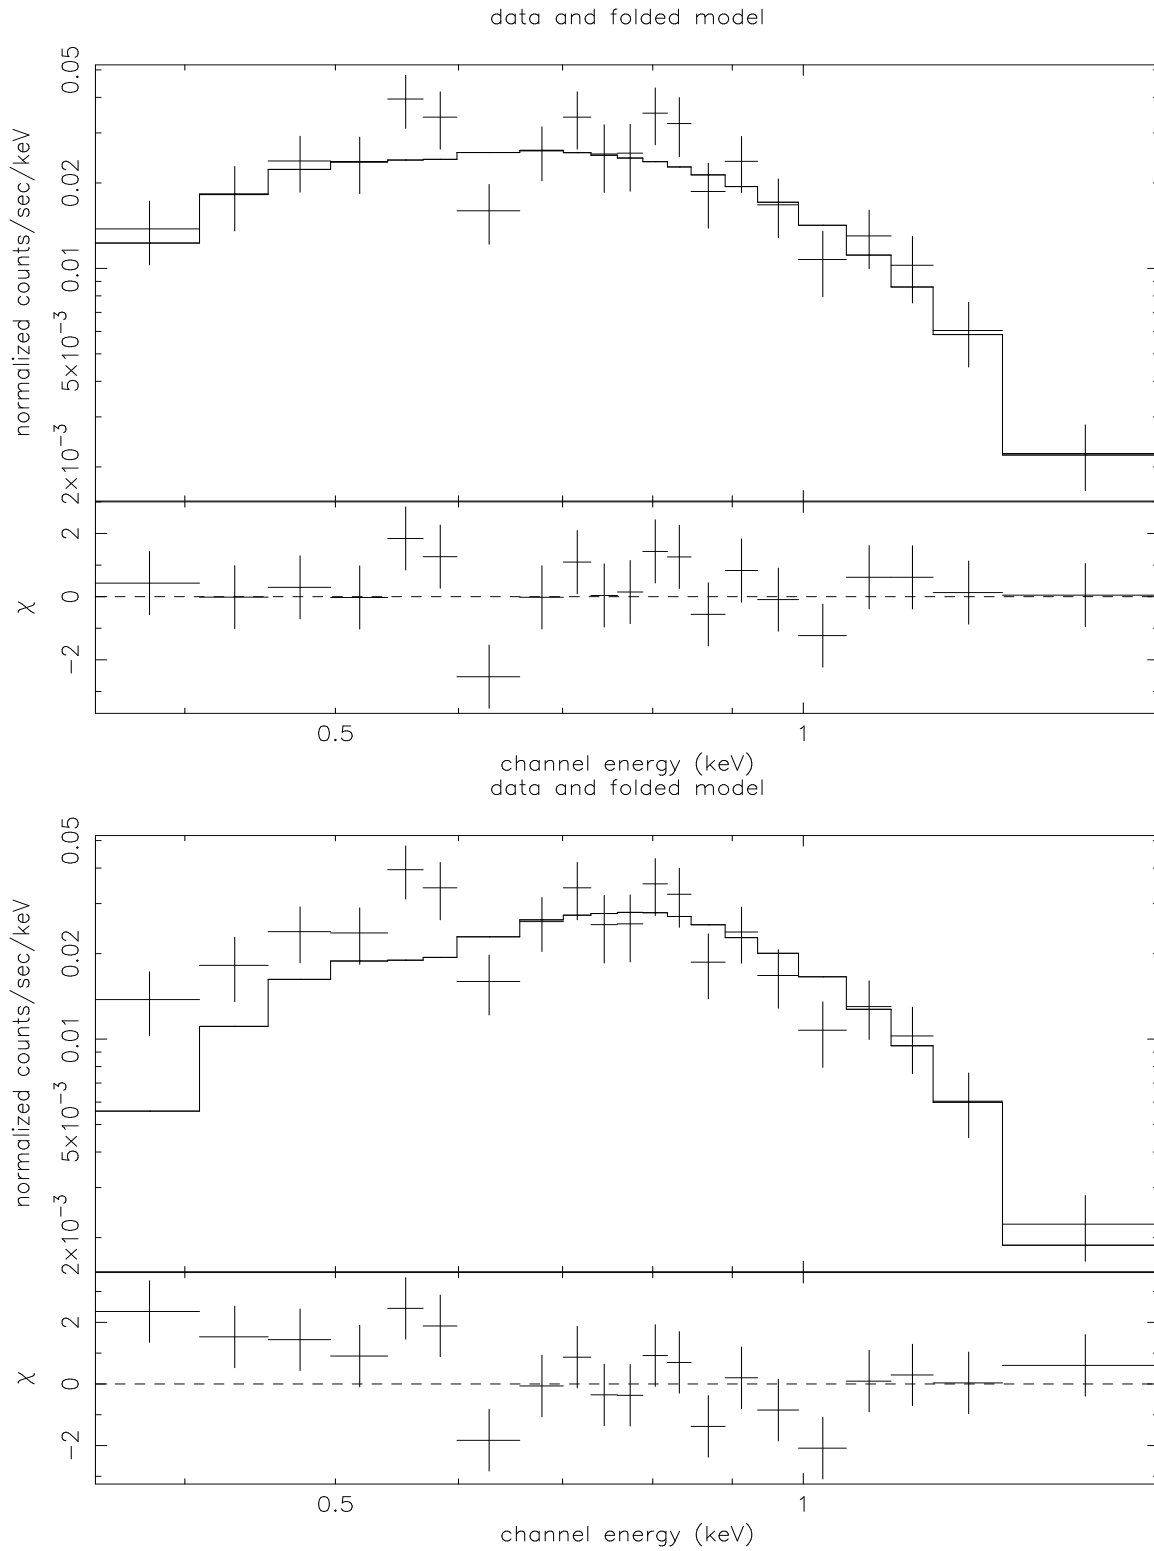 data and folded model
normalized counts/sec/keV
0.05
0.02
0.01
5×10⁻³
2×10⁻³
χ
2
0
−2
0.5
1
channel energy (keV)
data and folded model
normalized counts/sec/keV
0.05
0.02
0.01
5×10⁻³
2×10⁻³
χ
2
0
−2
0.5
1
channel energy (keV)